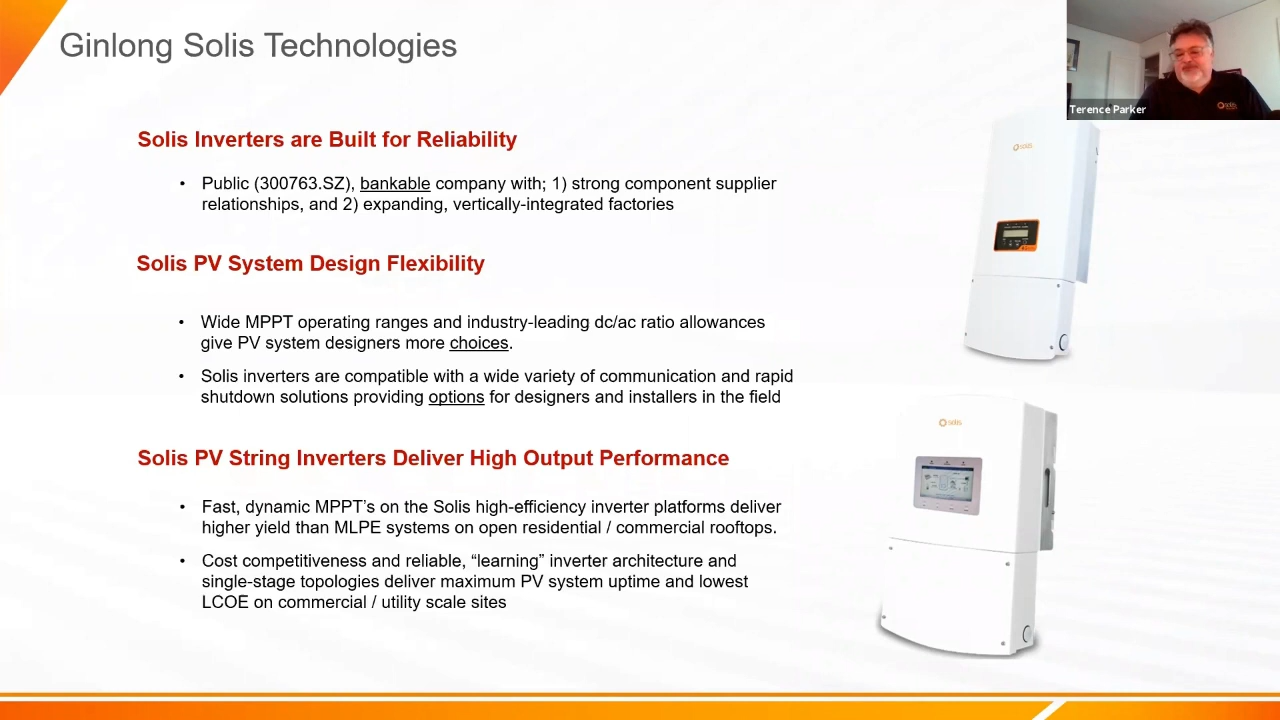 Ginlong Solis Technologies
Terence Parker
solis
Solis Inverters are Built for Reliability
solis
• Public (300763.SZ), bankable company with; 1) strong component supplier
relationships, and 2) expanding, vertically-integrated factories
Solis PV System Design Flexibility
• Wide MPPT operating ranges and industry-leading dc/ac ratio allowances
give PV system designers more choices.
• Solis inverters are compatible with a wide variety of communication and rapid
shutdown solutions providing options for designers and installers in the field
solis
Solis PV String Inverters Deliver High Output Performance
• Fast, dynamic MPPT’s on the Solis high-efficiency inverter platforms deliver
higher yield than MLPE systems on open residential / commercial rooftops.
• Cost competitiveness and reliable, “learning” inverter architecture and
single-stage topologies deliver maximum PV system uptime and lowest
LCOE on commercial / utility scale sites